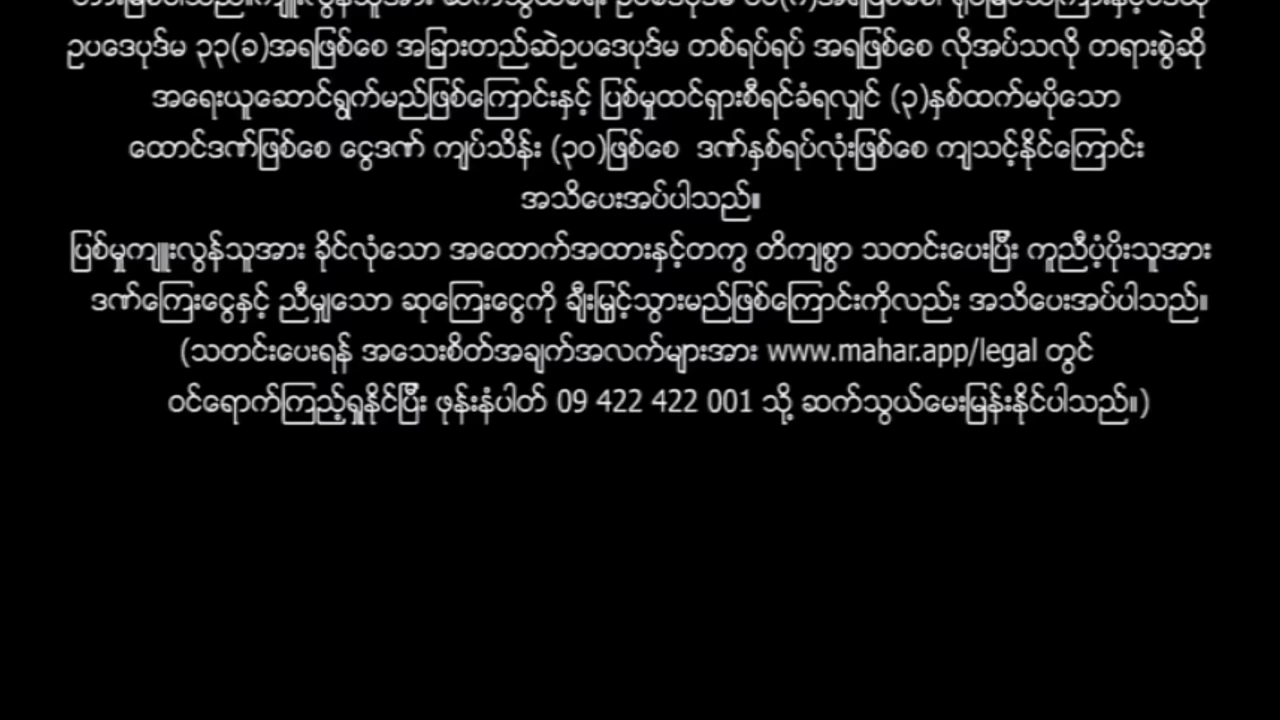 ဥပဒေပုဒ်မ ၃၃(ခ)အရဖြစ်စေ အခြားတည်ဆဲဥပဒေပုဒ်မ တစ်ရပ်ရပ် အရဖြစ်စေ လိုအပ်သလို တရားစွဲဆို
အရေးယူဆောင်ရွက်မည်ဖြစ်ကြောင်းနှင့် ပြစ်မှုထင်ရှားစီရင်ခံရလျှင် (၃)နှစ်ထက်မပိုသော
ထောင်ဒဏ်ဖြစ်စေ ငွေဒဏ် ကျပ်သိန်း (၃၀)ဖြစ်စေ ဒဏ်နှစ်ရပ်လုံးဖြစ်စေ ကျသင့်နိုင်ကြောင်း
အသိပေးအပ်ပါသည်။
ပြစ်မှုကျူးလွန်သူအား ခိုင်လုံသော အထောက်အထားနှင့်တကွ တိကျစွာ သတင်းပေးပြီး ကူညီပံ့ပိုးသူအား
ဒဏ်ကြေးငွေနှင့် ညီမျှသော ဆုကြေးငွေကို ချီးမြှင့်သွားမည်ဖြစ်ကြောင်းကိုလည်း အသိပေးအပ်ပါသည်။
(သတင်းပေးရန် အသေးစိတ်အချက်အလက်များအား www.mahar.app/legal တွင်
ဝင်ရောက်ကြည့်ရှုနိုင်ပြီး ဖုန်းနံပါတ် 09 422 422 001 သို့ ဆက်သွယ်မေးမြန်းနိုင်ပါသည်။)